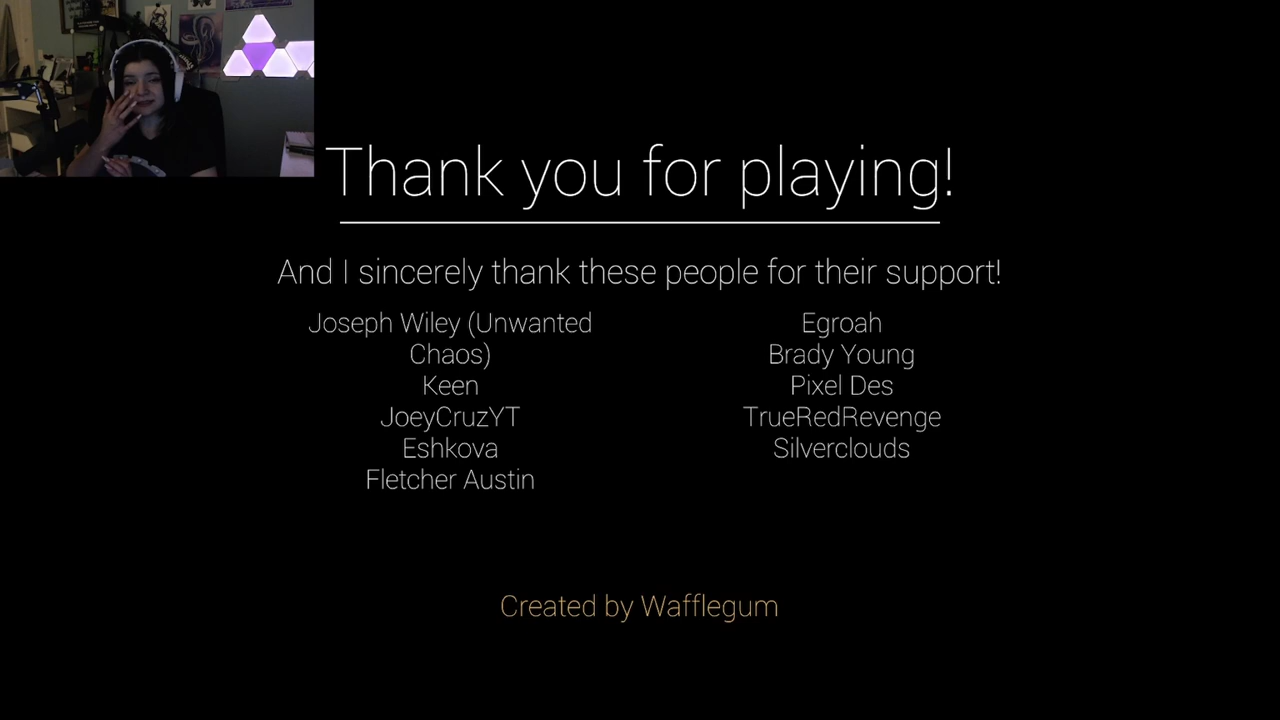 Thank you for playing!
And I sincerely thank these people for their support!
Joseph Wiley (Unwanted
Chaos)
Keen
JoeyCruzYT
Eshkova
Fletcher Austin
Egroah
Brady Young
Pixel Des
TrueRedRevenge
Silverclouds
Created by Wafflegum